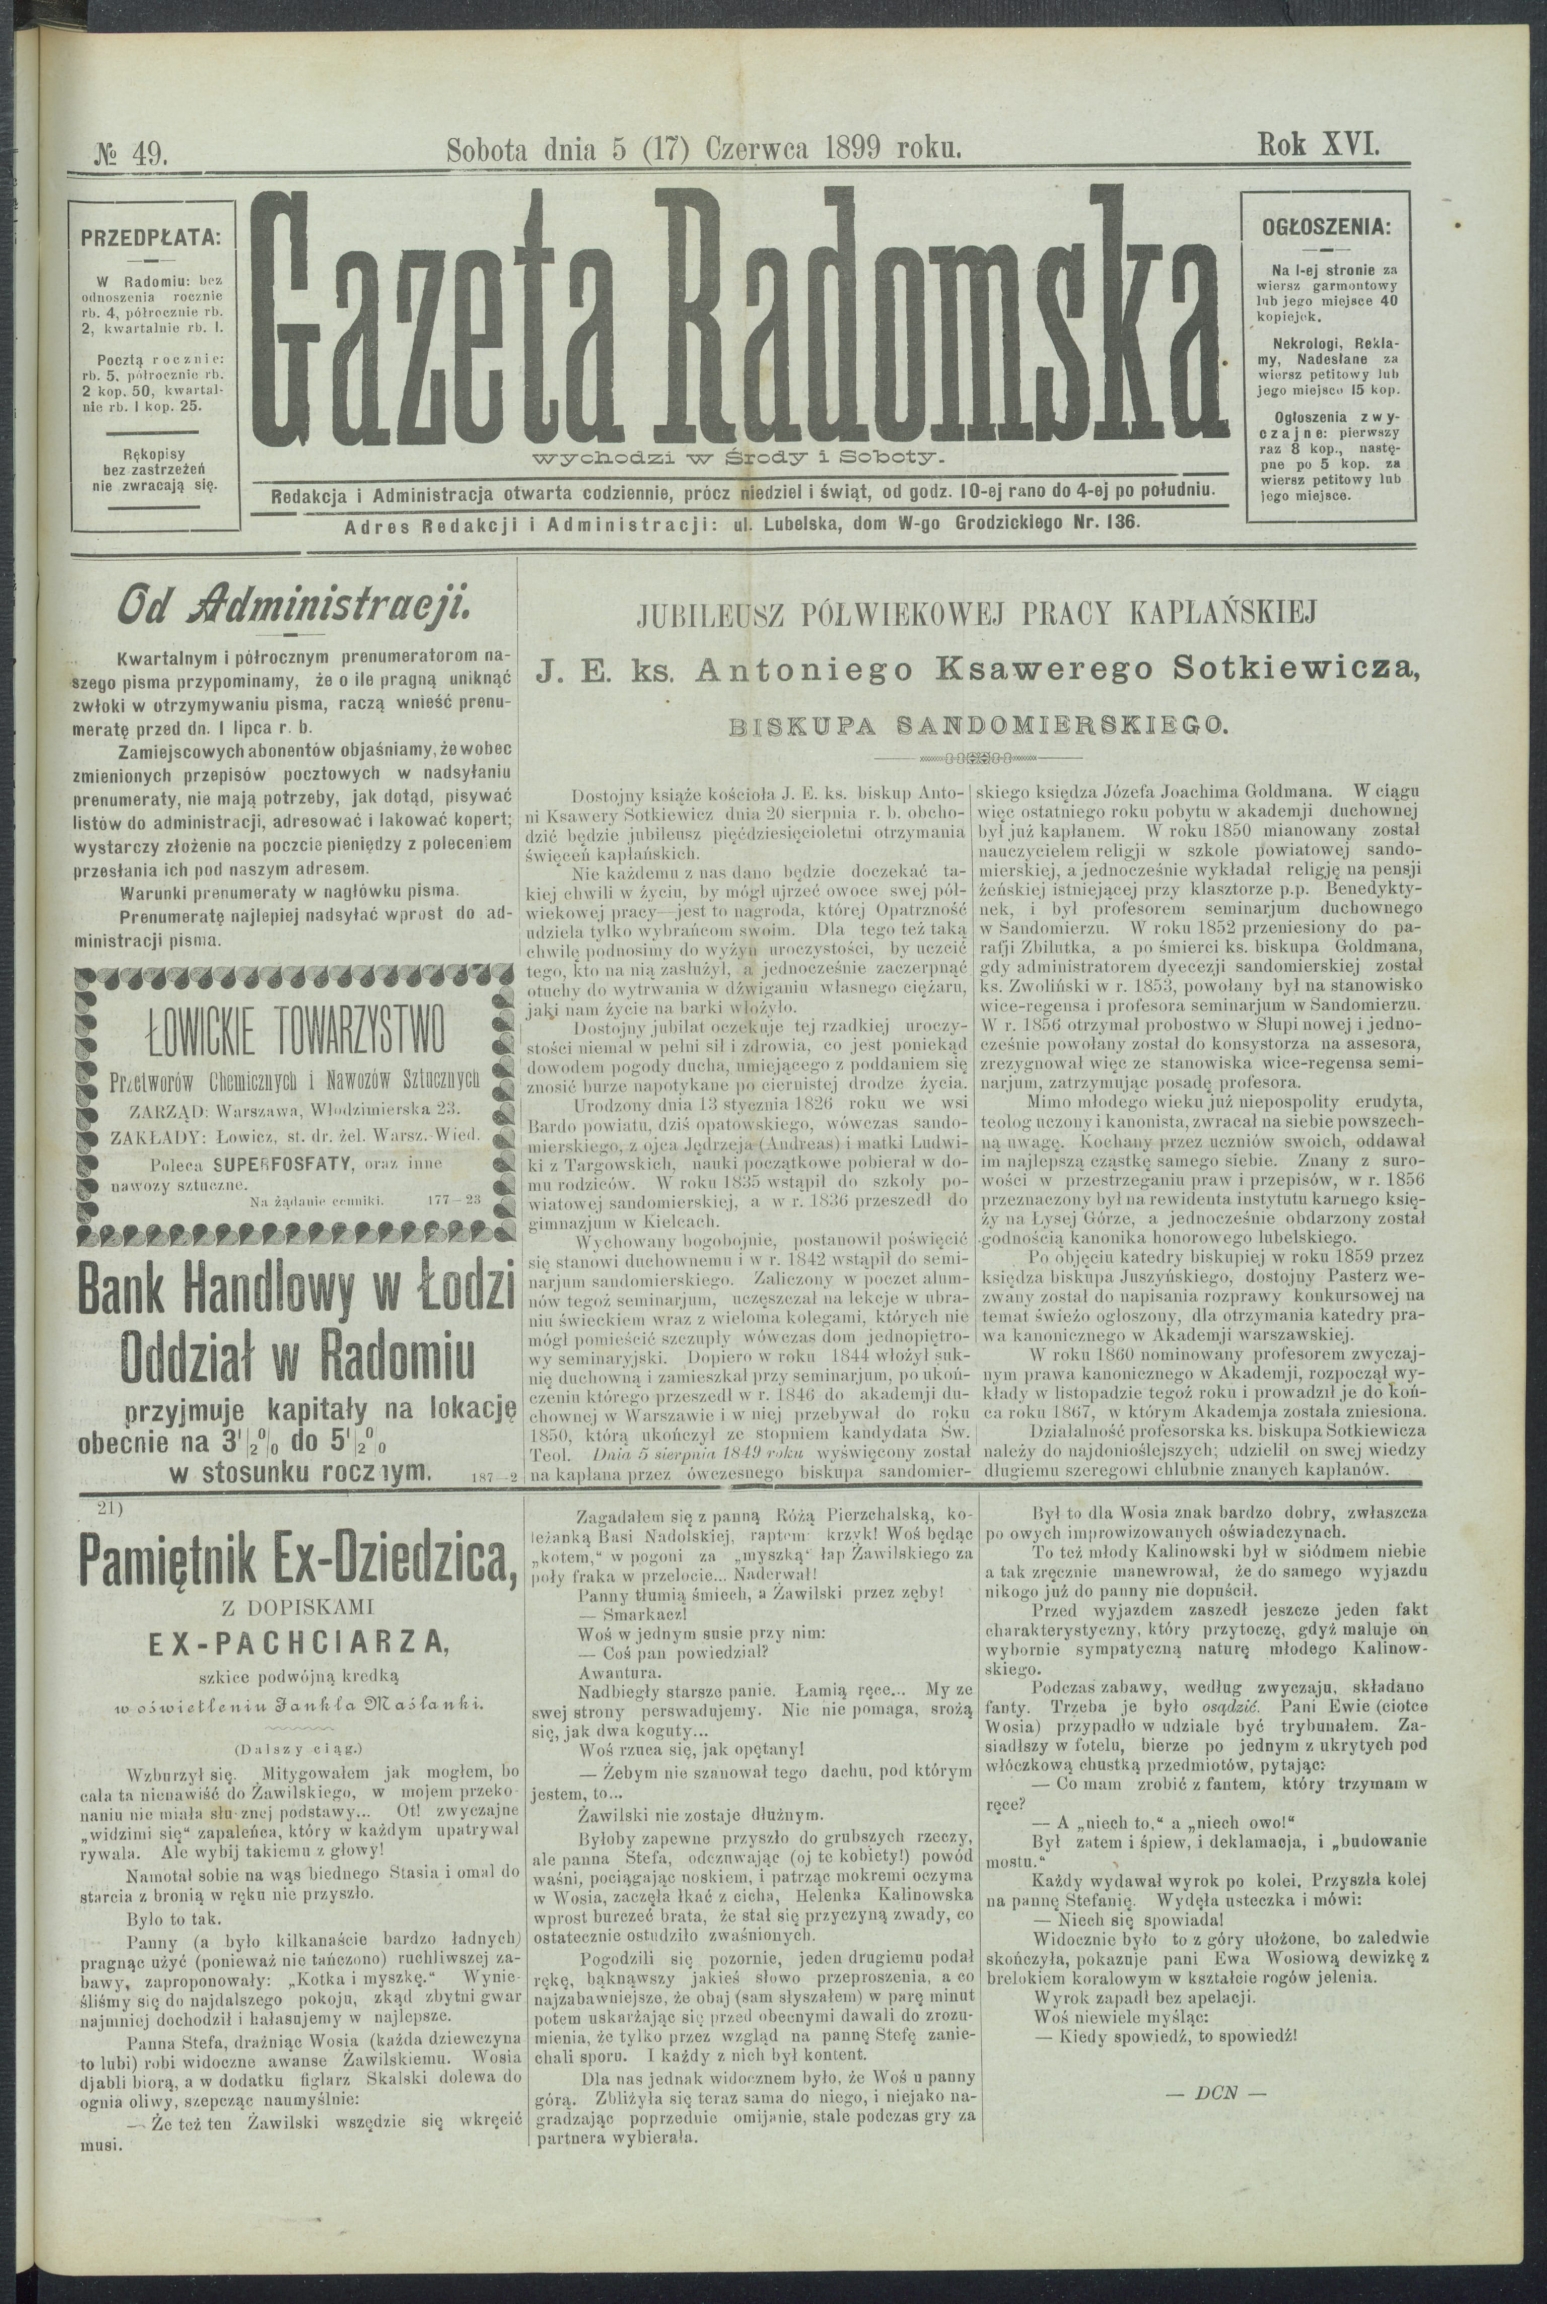 № 49.
Sobota dnia 5 (17) Czerwca 1899 roku.
Rok XVI.
PRZEDPŁATA:
W Radomiu: bez
odnoszenia rocznie
rb. 4, półrocznie rb.
2, kwartalnie rb. 1.
Pocztą rocznie:
rb. 5, półrocznie rb.
2 kop. 50, kwartal-
nie rb. 1 kop. 25.
Rękopisy
bez zastrzeżeń
nie zwracają się.
Gazeta Radomska
wychodzi w Środy i Soboty.
Redakcja i Administracja otwarta codziennie, prócz niedziel i świąt, od godz. 10-ej rano do 4-ej po południu.
Adres Redakcji i Administracji: ul. Lubelska, dom W-go Grodzickiego Nr. 136.
OGŁOSZENIA:
Na I-ej stronie za
wiersz garmontowy
lub jego miejsce 40
kopiejek.
Nekrologi, Rekla-
my, Nadesłane za
wiersz petitowy lub
jego miejsce 15 kop.
Ogłoszenia zwy-
czajne: pierwszy
raz 8 kop., nastę-
pne po 5 kop. za
wiersz petitowy lub
jego miejsce.
Od Administracji.
Kwartalnym i półrocznym prenumeratorom na-
szego pisma przypominamy, że o ile pragną uniknąć
zwłoki w otrzymywaniu pisma, raczą wnieść prenu-
meratę przed dn. 1 lipca r. b.
Zamiejscowych abonentów objaśniamy, że wobec
zmienionych przepisów pocztowych w nadsyłaniu
prenumeraty, nie mają potrzeby, jak dotąd, pisywać
listów do administracji, adresować i lakować kopert;
wystarczy złożenie na poczcie pieniędzy z poleceniem
przesłania ich pod naszym adresem.
Warunki prenumeraty w nagłówku pisma.
Prenumeratę najlepiej nadsyłać wprost do ad-
ministracji pisma.
ŁOWICKIE TOWARZYSTWO
Przetworów Chemicznych i Nawozów Sztucznych
ZARZĄD: Warszawa, Włodzimierska 23.
ZAKŁADY: Łowicz, st. dr. żel. Warsz.-Wied.
Poleca SUPERFOSFATY, oraz inne
nawozy sztuczne.
Na żądanie cenniki. 177—23
Bank Handlowy w Łodzi
Oddział w Radomiu
przyjmuje kapitały na lokację
obecnie na 3½% do 5½%
w stosunku rocznym. 187—2
JUBILEUSZ PÓŁWIEKOWEJ PRACY KAPŁAŃSKIEJ
J. E. ks. Antoniego Ksawerego Sotkiewicza,
BISKUPA SANDOMIERSKIEGO.
Dostojny książe kościoła J. E. ks. biskup Anto-
ni Ksawery Sotkiewicz dnia 20 sierpnia r. b. obcho-
dzić będzie jubileusz pięćdziesięcioletni otrzymania
święceń kapłańskich.
Nie każdemu z nas dano będzie doczekać ta-
kiej chwili w życiu, by mógł ujrzeć owoce swej pół-
wiekowej pracy—jest to nagroda, której Opatrzność
udziela tylko wybrańcom swoim. Dla tego też taką
chwilę podnosimy do wyżyn uroczystości, by uczcić
tego, kto na nią zasłużył, a jednocześnie zaczerpnąć
otuchy do wytrwania w dźwiganiu własnego ciężaru,
jaki nam życie na barki włożyło.
Dostojny jubilat oczekuje tej rzadkiej uroczy-
stości niemal w pełni sił i zdrowia, co jest poniekąd
dowodem pogody ducha, umiejącego z poddaniem się
znosić burze napotykane po ciernistej drodze życia.
Urodzony dnia 13 stycznia 1826 roku we wsi
Bardo powiatu, dziś opatowskiego, wówczas sando-
mierskiego, z ojca Jędrzeja (Andreas) i matki Ludwi-
ki z Targowskich, nauki początkowe pobierał w do-
mu rodziców. W roku 1835 wstąpił do szkoły po-
wiatowej sandomierskiej, a w r. 1836 przeszedł do
gimnazjum w Kielcach.
Wychowany bogobojnie, postanowił poświęcić
się stanowi duchownemu i w r. 1842 wstąpił do semi-
narjum sandomierskiego. Zaliczony w poczet alum-
nów tegoż seminarjum, uczęszczał na lekcje w ubra-
niu świeckiem wraz z wieloma kolegami, których nie
mógł pomieścić szczupły wówczas dom jednopiętro-
wy seminaryjski. Dopiero w roku 1844 włożył suk-
nię duchowną i zamieszkał przy seminarjum, po ukoń-
czeniu którego przeszedł w r. 1846 do akademji du-
chownej w Warszawie i w niej przebywał do roku
1850, którą ukończył ze stopniem kandydata Św.
Teol. Dnia 5 sierpnia 1849 roku wyświęcony został
na kapłana przez ówczesnego biskupa sandomier-
skiego księdza Józefa Joachima Goldmana. W ciągu
więc ostatniego roku pobytu w akademji duchownej
był już kapłanem. W roku 1850 mianowany został
nauczycielem religji w szkole powiatowej sando-
mierskiej, a jednocześnie wykładał religję na pensji
żeńskiej istniejącej przy klasztorze p.p. Benedykty-
nek, i był profesorem seminarjum duchownego
w Sandomierzu. W roku 1852 przeniesiony do pa-
rafji Zbilutka, a po śmierci ks. biskupa Goldmana,
gdy administratorem dyecezji sandomierskiej został
ks. Zwoliński w r. 1853, powołany był na stanowisko
wice-regensa i profesora seminarjum w Sandomierzu.
W r. 1856 otrzymał probostwo w Słupi nowej i jedno-
cześnie powołany został do konsystorza na assesora,
zrezygnował więc ze stanowiska wice-regensa semi-
narjum, zatrzymując posadę profesora.
Mimo młodego wieku już niepospolity erudyta,
teolog uczony i kanonista, zwracał na siebie powszech-
ną uwagę. Kochany przez uczniów swoich, oddawał
im najlepszą cząstkę samego siebie. Znany z suro-
wości w przestrzeganiu praw i przepisów, w r. 1856
przeznaczony był na rewidenta instytutu karnego księ-
ży na Łysej Górze, a jednocześnie obdarzony został
godnością kanonika honorowego lubelskiego.
Po objęciu katedry biskupiej w roku 1859 przez
księdza biskupa Juszyńskiego, dostojny Pasterz we-
zwany został do napisania rozprawy konkursowej na
temat świeżo ogłoszony, dla otrzymania katedry pra-
wa kanonicznego w Akademji warszawskiej.
W roku 1860 nominowany profesorem zwyczaj-
nym prawa kanonicznego w Akademji, rozpoczął wy-
kłady w listopadzie tegoż roku i prowadził je do koń-
ca roku 1867, w którym Akademja została zniesiona.
Działalność profesorska ks. biskupa Sotkiewicza
należy do najdonioślejszych; udzielił on swej wiedzy
długiemu szeregowi chlubnie znanych kapłanów.
21)
Pamiętnik Ex-Dziedzica,
Z DOPISKAMI
EX-PACHCIARZA,
szkice podwójną kredką
w oświetleniu Jankla Maślanki.
(Dalszy ciąg.)
Wzburzył się. Mitygowałem jak mogłem, bo
cała ta nienawiść do Żawilskiego, w mojem przeko-
naniu nie miała słu znej podstawy... Ot! zwyczajne
„widzimi się“ zapaleńca, który w każdym upatrywał
rywala. Ale wybij takiemu z głowy!
Namotał sobie na wąs biednego Stasia i omal do
starcia z bronią w ręku nie przyszło.
Było to tak.
Panny (a było kilkanaście bardzo ładnych)
pragnąc użyć (ponieważ nie tańczono) ruchliwszej za-
bawy, zaproponowały: „Kotka i myszkę.“ Wynie-
śliśmy się do najdalszego pokoju, zkąd zbytni gwar
najmniej dochodził i hałasujemy w najlepsze.
Panna Stefa, drażniąc Wosia (każda dziewczyna
to lubi) robi widoczne awanse Żawilskiemu. Wosia
djabli biorą, a w dodatku figlarz Skalski dolewa do
ognia oliwy, szepcząc naumyślnie:
— Że też ten Żawilski wszędzie się wkręcić
musi.
Zagadałem się z panną Różą Pierzchalską, ko-
leżanką Basi Nadolskiej, raptem krzyk! Woś będąc
„kotem,“ w pogoni za „myszką“ łap Żawilskiego za
poły fraka w przelocie... Naderwał!
Panny tłumią śmiech, a Żawilski przez zęby!
— Smarkacz!
Woś w jednym susie przy nim:
— Coś pan powiedział?
Awantura.
Nadbiegły starsze panie. Łamią ręce... My ze
swej strony perswadujemy. Nic nie pomaga, srożą
się, jak dwa koguty...
Woś rzuca się, jak opętany!
— Żebym nie szanował tego dachu, pod którym
jestem, to...
Żawilski nie zostaje dłużnym.
Byłoby zapewne przyszło do grubszych rzeczy,
ale panna Stefa, odczuwając (oj te kobiety!) powód
waśni, pociągając noskiem, i patrząc mokremi oczyma
w Wosia, zaczęła łkać z cicha, Helenka Kalinowska
wprost burczeć brata, że stał się przyczyną zwady, co
ostatecznie ostudziło zwaśnionych.
Pogodzili się pozornie, jeden drugiemu podał
rękę, bąknąwszy jakieś słowo przeproszenia, a co
najzabawniejsze, że obaj (sam słyszałem) w parę minut
potem uskarżając się przed obecnymi dawali do zrozu-
mienia, że tylko przez wzgląd na pannę Stefę zanie-
chali sporu. I każdy z nich był kontent.
Dla nas jednak widocznem było, że Woś u panny
górą. Zbliżyła się teraz sama do niego, i niejako na-
gradzając poprzednie omijanie, stale podczas gry za
partnera wybierała.
Był to dla Wosia znak bardzo dobry, zwłaszcza
po owych improwizowanych oświadczynach.
To też młody Kalinowski był w siódmem niebie
a tak zręcznie manewrował, że do samego wyjazdu
nikogo już do panny nie dopuścił.
Przed wyjazdem zaszedł jeszcze jeden fakt
charakterystyczny, który przytoczę, gdyż maluje on
wybornie sympatyczną naturę młodego Kalinow-
skiego.
Podczas zabawy, według zwyczaju, składano
fanty. Trzeba je było osądzić. Pani Ewie (ciotce
Wosia) przypadło w udziale być trybunałem. Za-
siadłszy w fotelu, bierze po jednym z ukrytych pod
włóczkową chustką przedmiotów, pytając:
— Co mam zrobić z fantem, który trzymam w
ręce?
— A „niech to,“ a „niech owo!“
Był zatem i śpiew, i deklamacja, i „budowanie
mostu.“
Każdy wydawał wyrok po kolei. Przyszła kolej
na pannę Stefanię. Wydęła usteczka i mówi:
— Niech się spowiada!
Widocznie było to z góry ułożone, bo zaledwie
skończyła, pokazuje pani Ewa Wosiową dewizkę z
brelokiem koralowym w kształcie rogów jelenia.
Wyrok zapadł bez apelacji.
Woś niewiele myśląc:
— Kiedy spowiedź, to spowiedź!
— DCN —